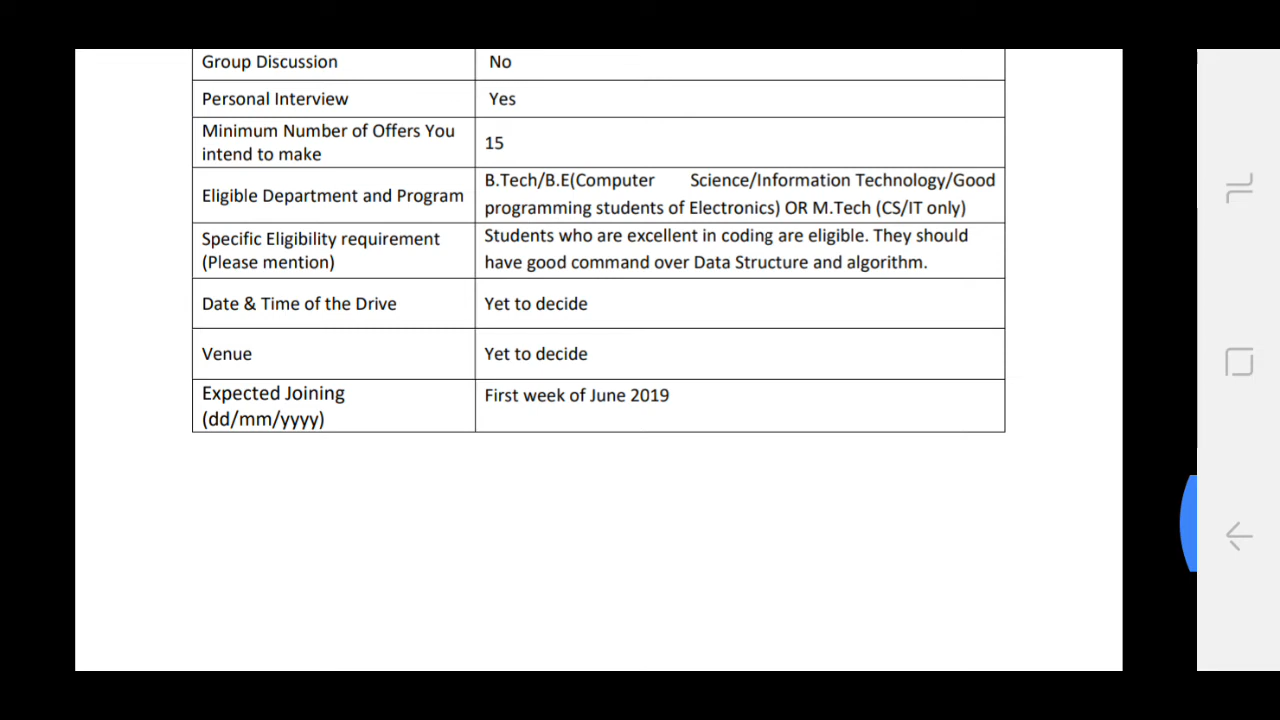 Group Discussion No
Personal Interview Yes
Minimum Number of Offers You
intend to make
15
Eligible Department and Program
B.Tech/B.E(Computer Science/Information Technology/Good
programming students of Electronics) OR M.Tech (CS/IT only)
Specific Eligibility requirement
(Please mention)
Students who are excellent in coding are eligible. They should
have good command over Data Structure and algorithm.
Date & Time of the Drive Yet to decide
Venue Yet to decide
Expected Joining
(dd/mm/yyyy)
First week of June 2019